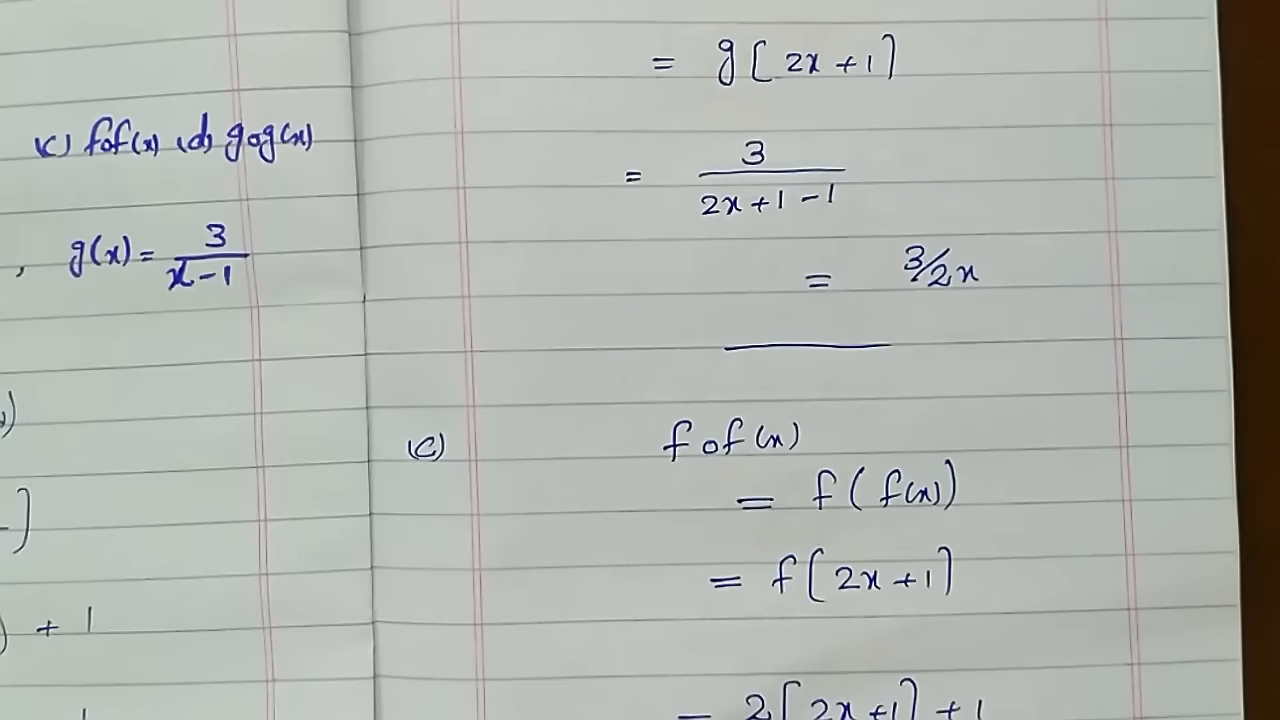 (c) fof(x) (d) gog(x)
, g(x) = 3/(x-1)
)
-]
) + 1
= g[2x+1]
= 3/(2x+1-1)
= 3/2x
(c) fof(x)
= f(f(x))
= f[2x+1]
= 2[2x+1]+1